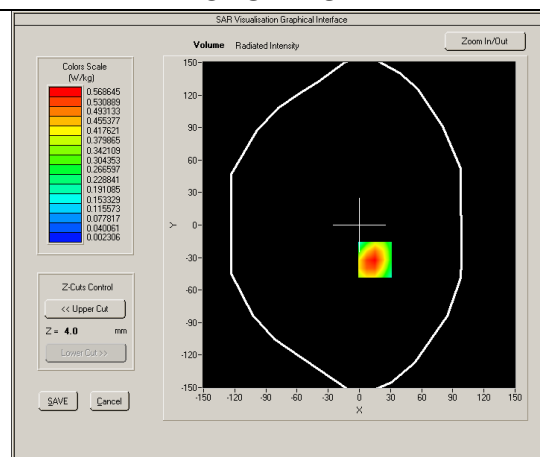 SAR Visualisation Graphical Interface
Volume Radiated Intensity
Zoom In/Out
Colors Scale
(W/kg)
0.568645
0.530889
0.493133
0.455377
0.417621
0.379865
0.342109
0.304353
0.266597
0.228841
0.191085
0.153329
0.115573
0.077817
0.040061
0.002306
Z-Cuts Control
<< Upper Cut
Z = 4.0 mm
Lower Cut >>
SAVE
Cancel
150
120
90
60
30
0
-30
-60
-90
-120
-150
Y
-150 -120 -90 -60 -30 0 30 60 90 120 150
X